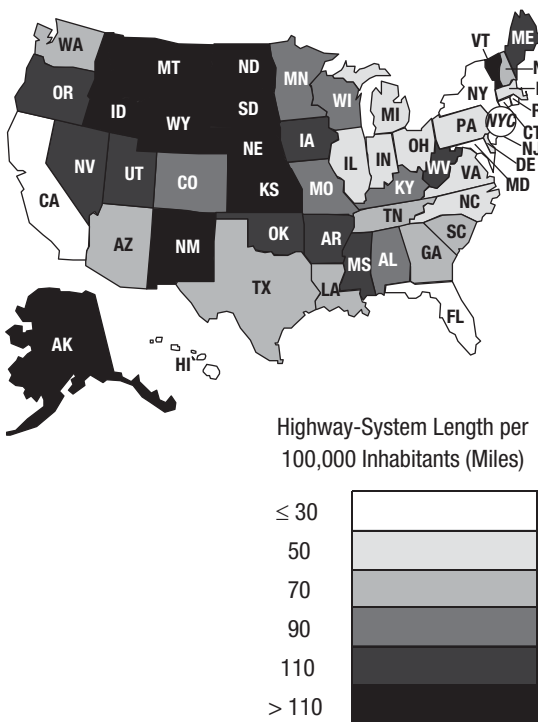 WA
MT
ND
MN
VT
ME
OR
ID
SD
WI
NY
WY
MI
NYC
CT
NE
IA
PA
NJ
NV
UT
IL
IN
OH
DE
CA
CO
KS
MO
KY
WV
VA
MD
AZ
NM
OK
AR
TN
NC
SC
MS
AL
GA
TX
LA
FL
AK
HI
Highway-System Length per
100,000 Inhabitants (Miles)
≤ 30
50
70
90
110
> 110